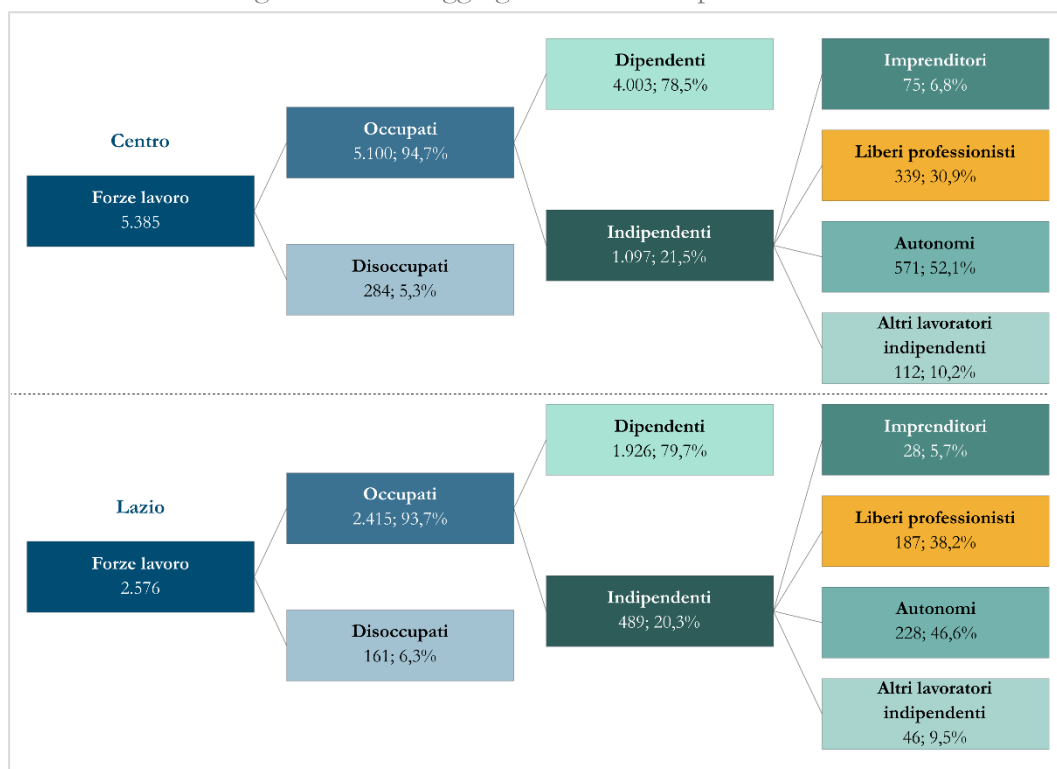 Centro
Forze lavoro
5.385
Occupati
5.100; 94,7%
Disoccupati
284; 5,3%
Dipendenti
4.003; 78,5%
Indipendenti
1.097; 21,5%
Imprenditori
75; 6,8%
Liberi professionisti
339; 30,9%
Autonomi
571; 52,1%
Altri lavoratori
indipendenti
112; 10,2%
Lazio
Forze lavoro
2.576
Occupati
2.415; 93,7%
Disoccupati
161; 6,3%
Dipendenti
1.926; 79,7%
Indipendenti
489; 20,3%
Imprenditori
28; 5,7%
Liberi professionisti
187; 38,2%
Autonomi
228; 46,6%
Altri lavoratori
indipendenti
46; 9,5%